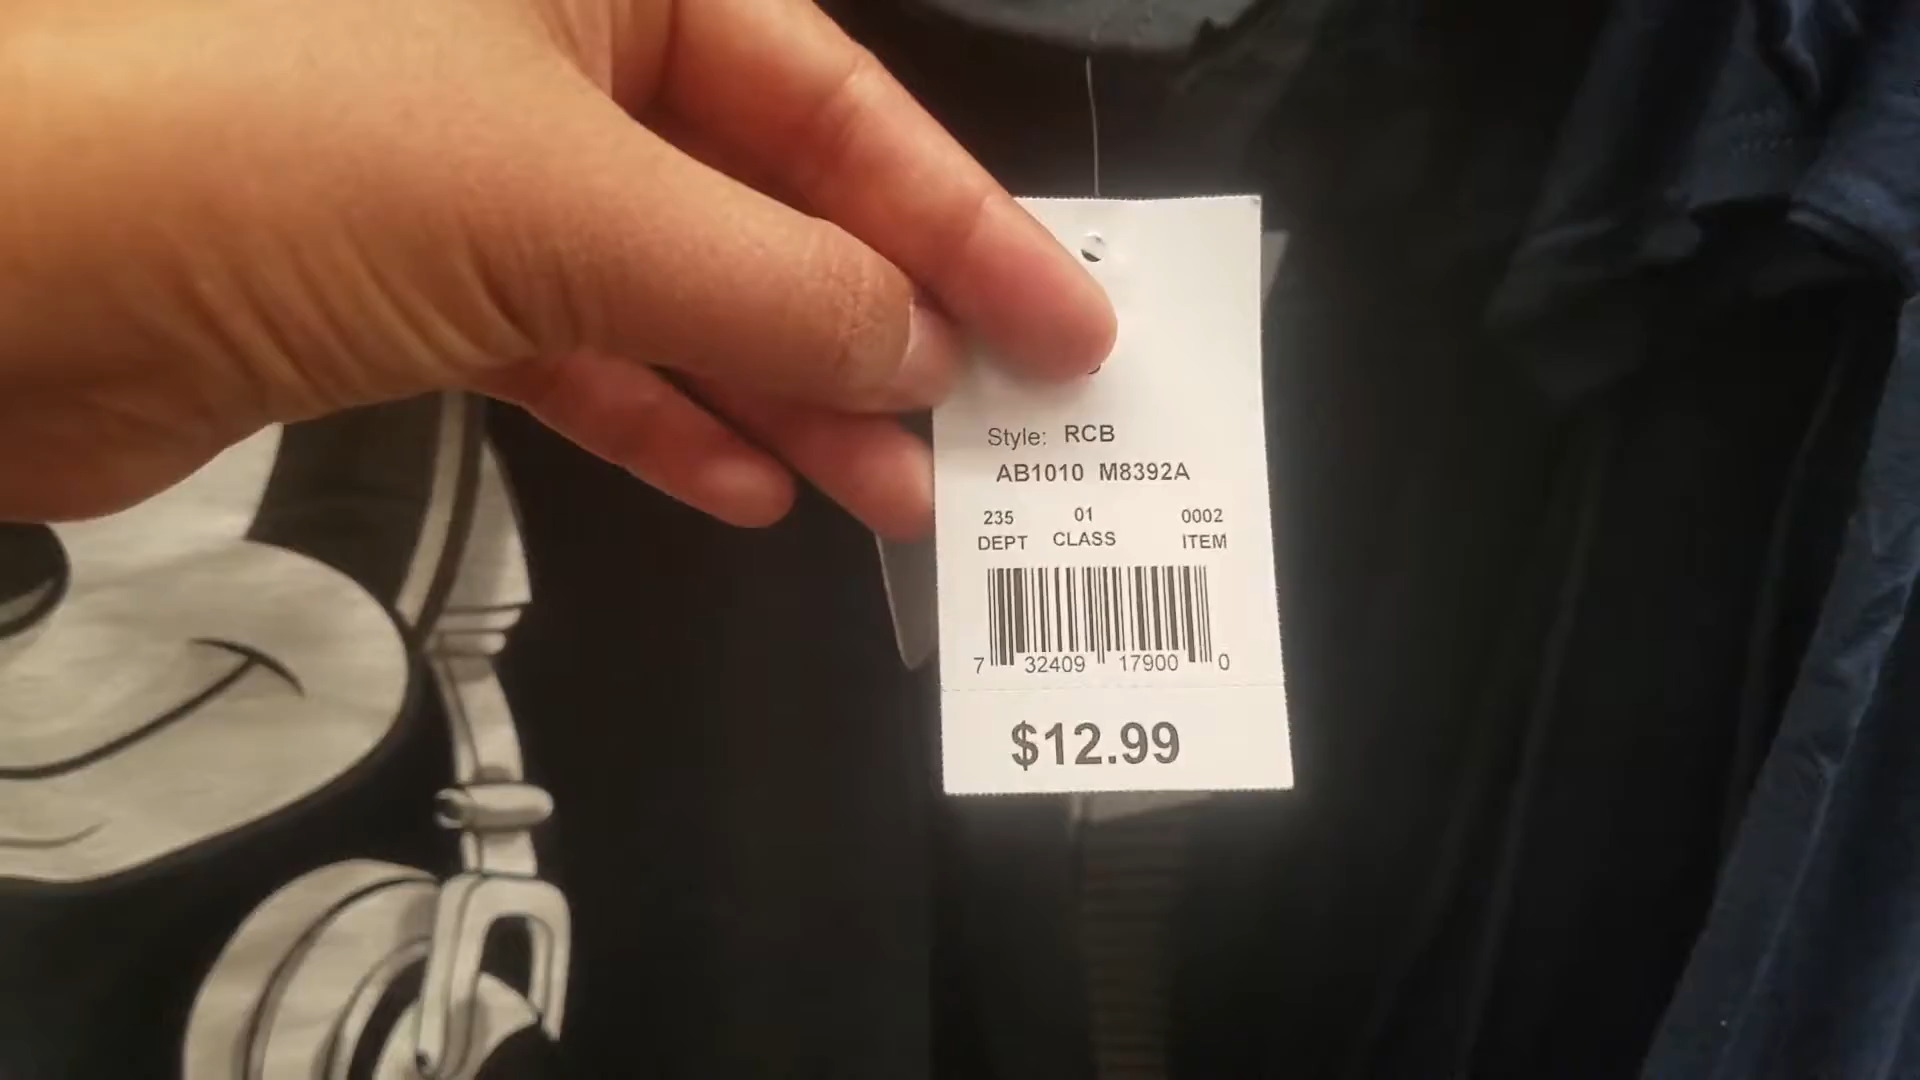 Style: RCB
AB1010 M8392A
235 01 0002
DEPT CLASS ITEM
7 32409 17900 0
$12.99